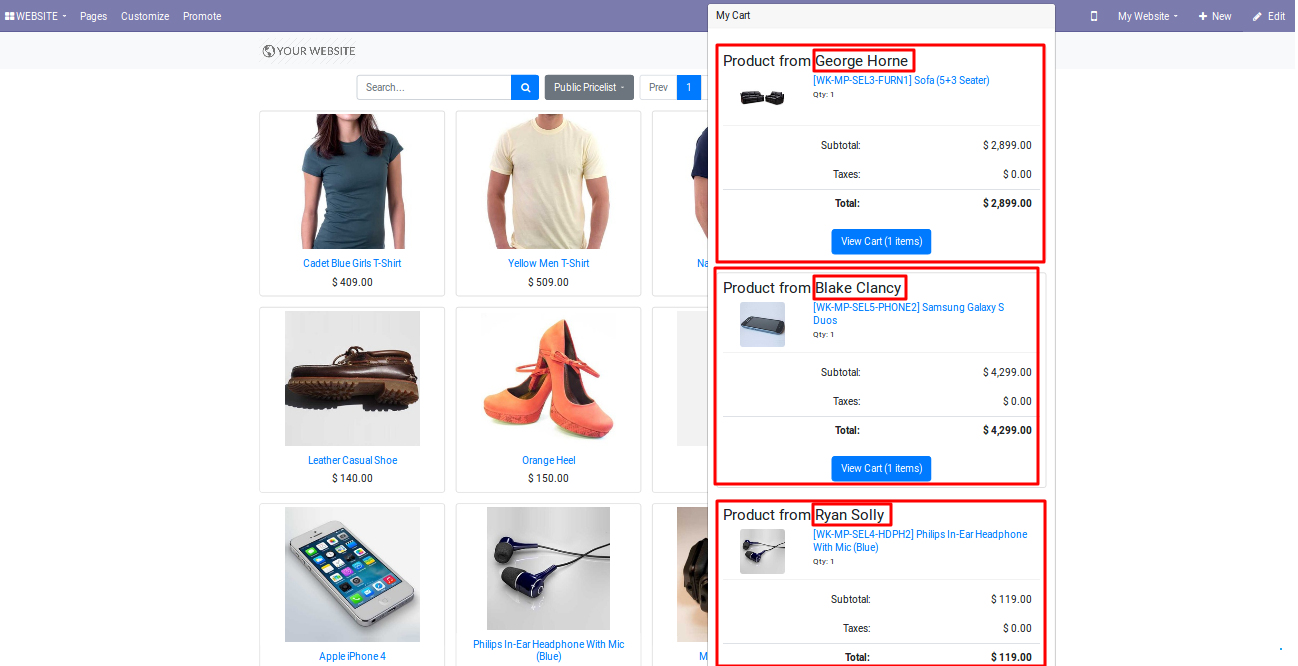 WEBSITE
Pages
Customize
Promote
My Website
New
Edit
YOUR WEBSITE
Search...
Public Pricelist
Prev
1
Cadet Blue Girls T-Shirt
$ 409.00
Yellow Men T-Shirt
$ 509.00
Na
Leather Casual Shoe
$ 140.00
Orange Heel
$ 150.00
Apple iPhone 4
Philips In-Ear Headphone With Mic
(Blue)
M
My Cart
Product from George Horne
[WK-MP-SEL3-FURN1] Sofa (5+3 Seater)
Qty: 1
Subtotal: $ 2,899.00
Taxes: $ 0.00
Total: $ 2,899.00
View Cart (1 items)
Product from Blake Clancy
[WK-MP-SEL5-PHONE2] Samsung Galaxy S
Duos
Qty: 1
Subtotal: $ 4,299.00
Taxes: $ 0.00
Total: $ 4,299.00
View Cart (1 items)
Product from Ryan Solly
[WK-MP-SEL4-HDPH2] Philips In-Ear Headphone
With Mic (Blue)
Qty: 1
Subtotal: $ 119.00
Taxes: $ 0.00
Total: $ 119.00